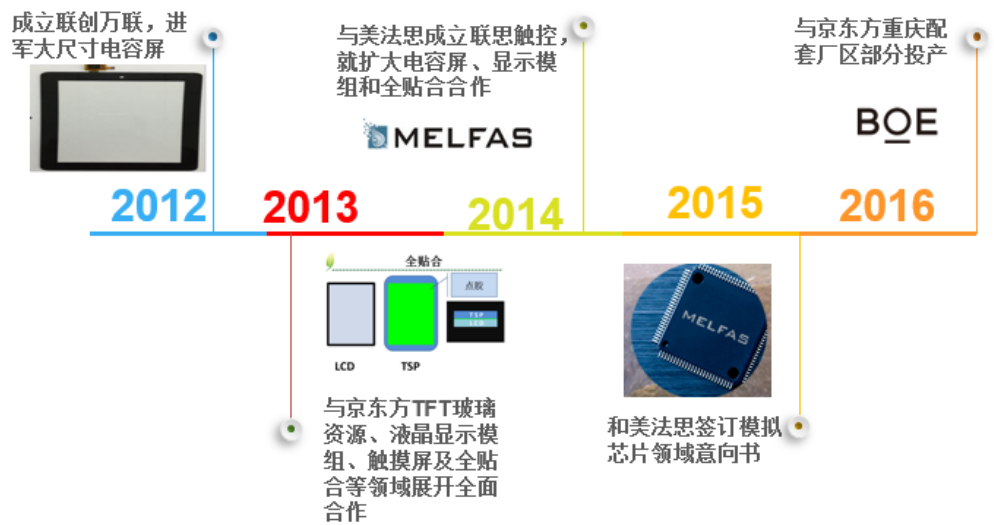 成立联创万联，进
军大尺寸电容屏
2012
与京东方TFT玻璃
资源、液晶显示模
组、触摸屏及全贴
合等领域展开全面
合作
2013
全贴合
点胶
TSP
LCD
LCD
TSP
与美法思成立联思触控，
就扩大电容屏、显示模
组和全贴合合作
MELFAS
2014
2015
MELFAS
和美法思签订模拟
芯片领域意向书
与京东方重庆配
套厂区部分投产
BOE
2016